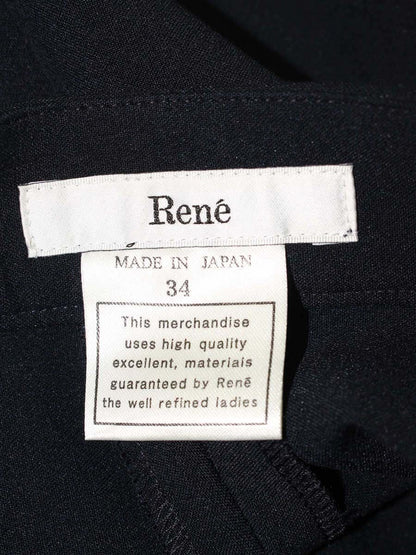 René
MADE IN JAPAN
34
This merchandise
uses high quality
excellent, materials
guaranteed by René
the well refined ladies